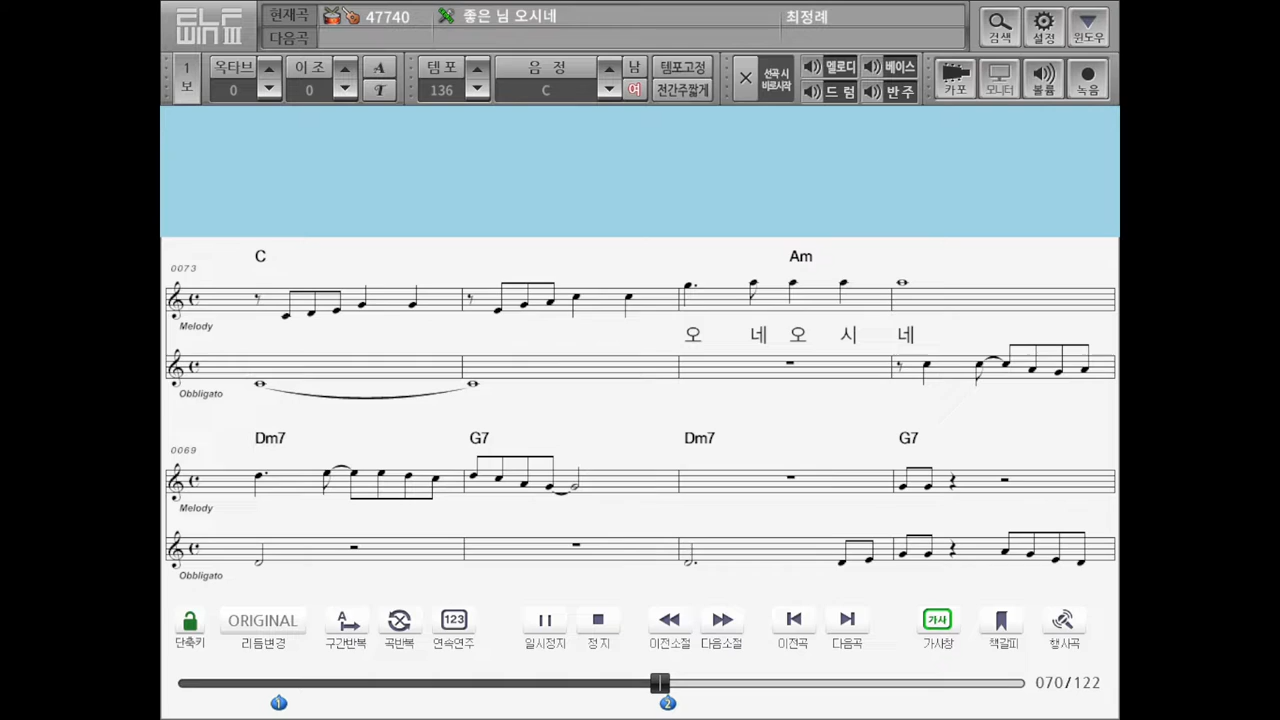 ELF
WIN III
현재곡 47740 좋은 님 오시네 최정례
다음곡
검색 설정 윈도우
1
보
옥타브 이 조 A
0 0 T
템 포 음 정 남 템포고정
136 C 여 전간주짧게
선곡 시
바로시작
멜로디 베이스
드 럼 반 주
카포 모니터 볼륨 녹음
C Am
0073
Melody
오 네 오 시 네
Obbligato
Dm7 G7 Dm7 G7
0069
Melody
Obbligato
ORIGINAL A 123 가사
단축키 리듬변경 구간반복 곡반복 연속연주 일시정지 정 지 이전소절 다음소절 이전곡 다음곡 가사창 책갈피 행사곡
070/122
1 2